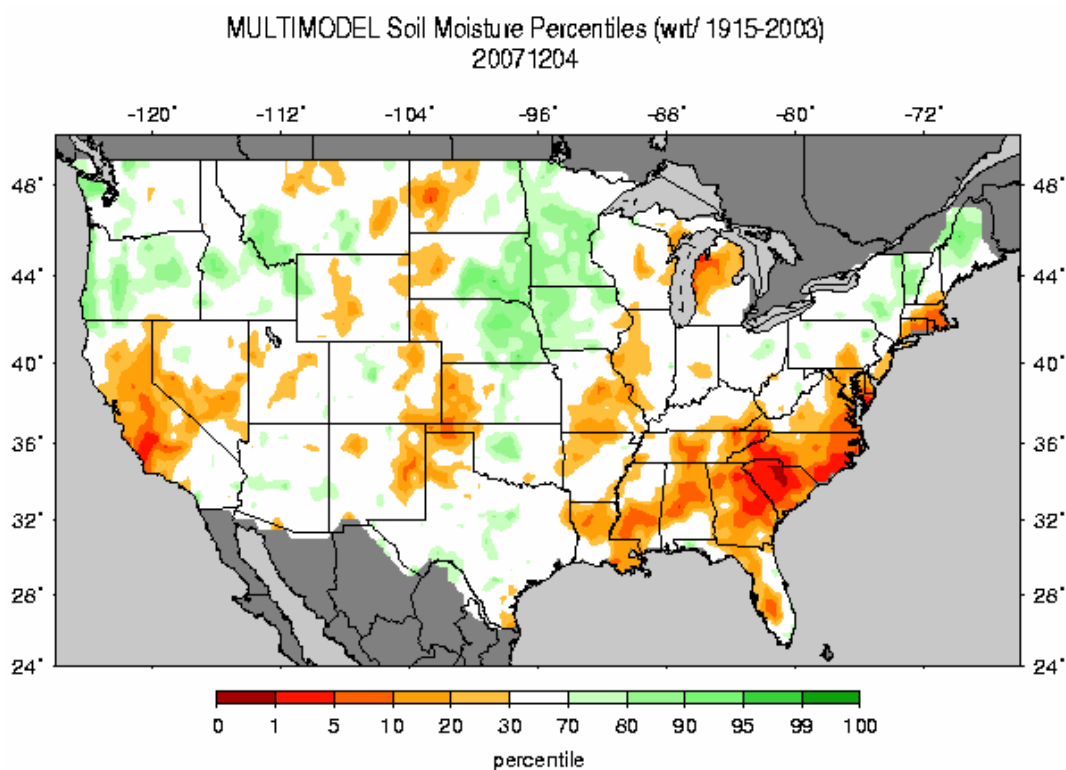 MULTIMODEL Soil Moisture Percentiles (wrt/ 1915-2003)
20071204
-120° -112° -104° -96° -88° -80° -72°
48° 48°
44° 44°
40° 40°
36° 36°
32° 32°
28° 28°
24° 24°
0 1 5 10 20 30 70 80 90 95 99 100
percentile